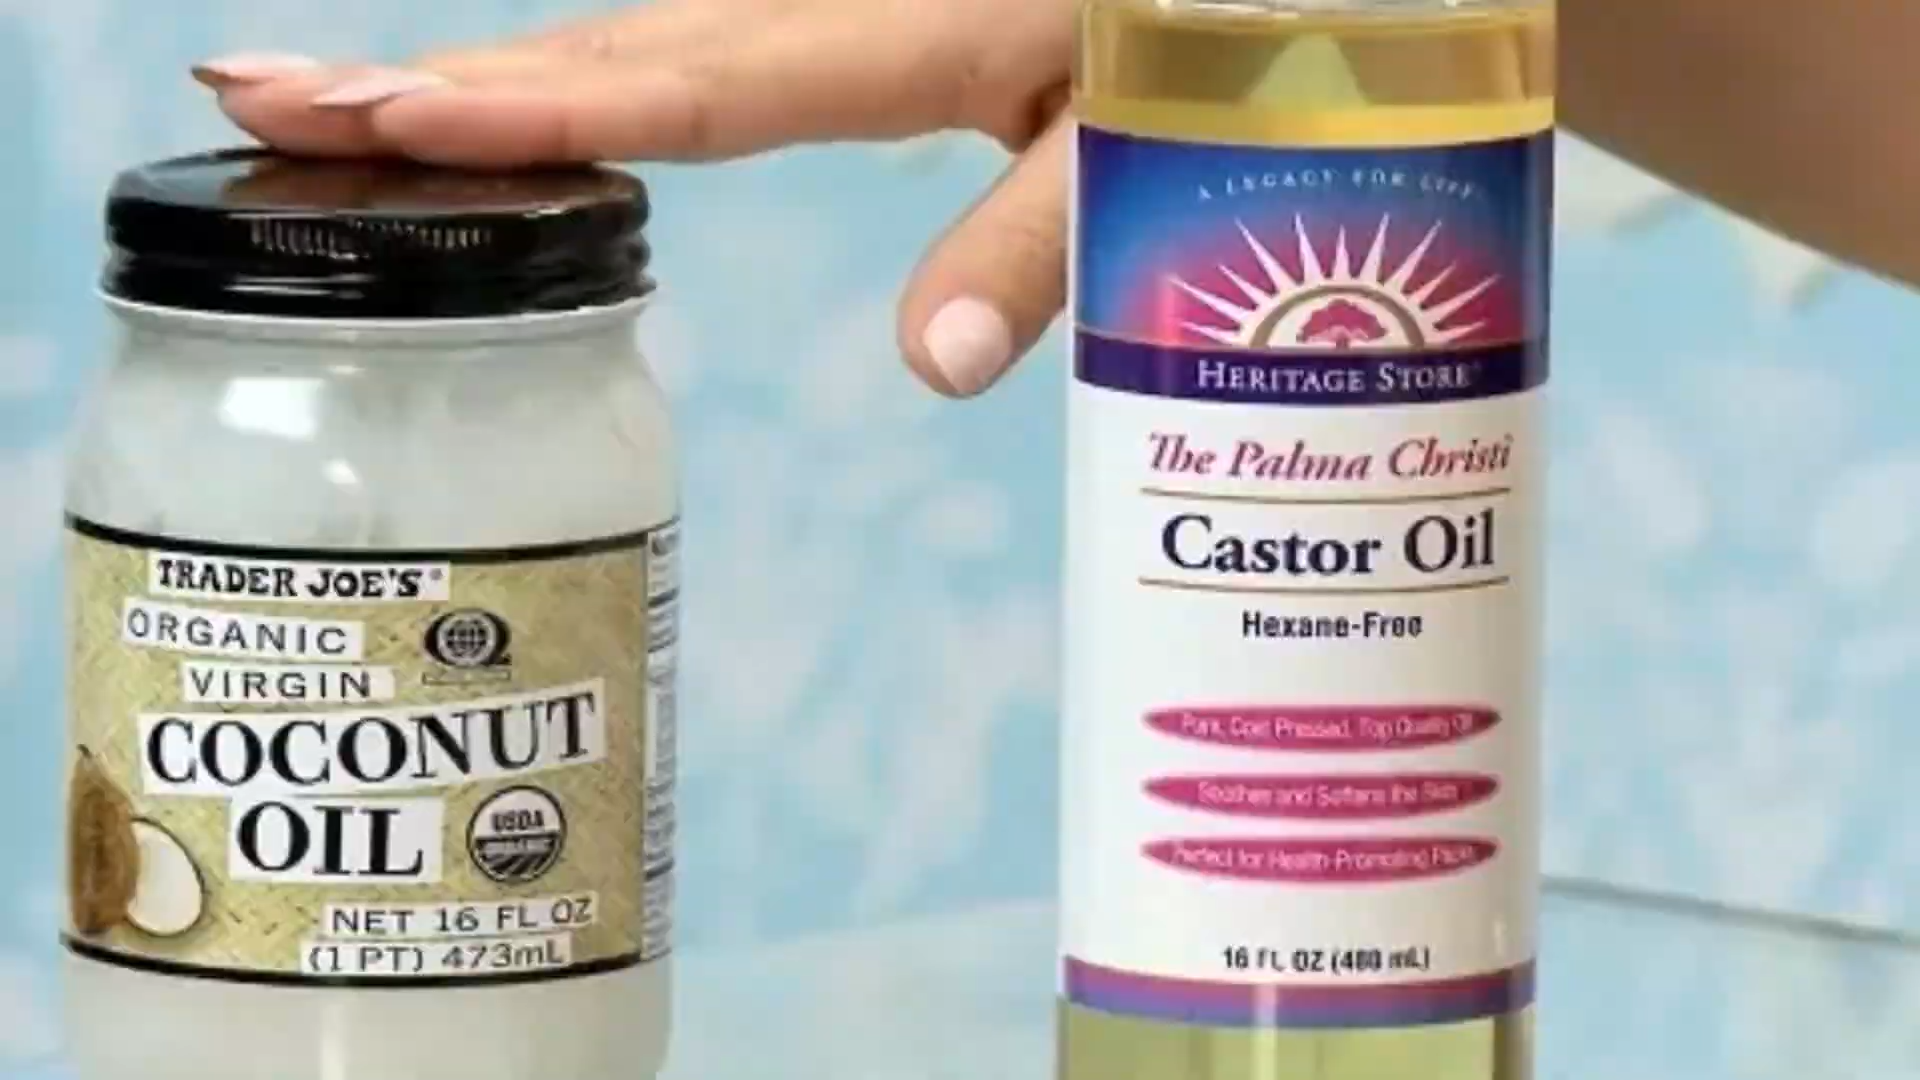 TRADER JOE'S®
ORGANIC
VIRGIN
COCONUT
OIL
USDA
ORGANIC
NET 16 FL OZ
(1 PT) 473mL
A LEGACY FOR LIFE
HERITAGE STORE®
The Palma Christi
Castor Oil
Hexane-Free
Pure, Cold Pressed, Top Quality Oil
Soothes and Softens the Skin
Perfect for Health-Promoting Packs
16 FL OZ (480 mL)